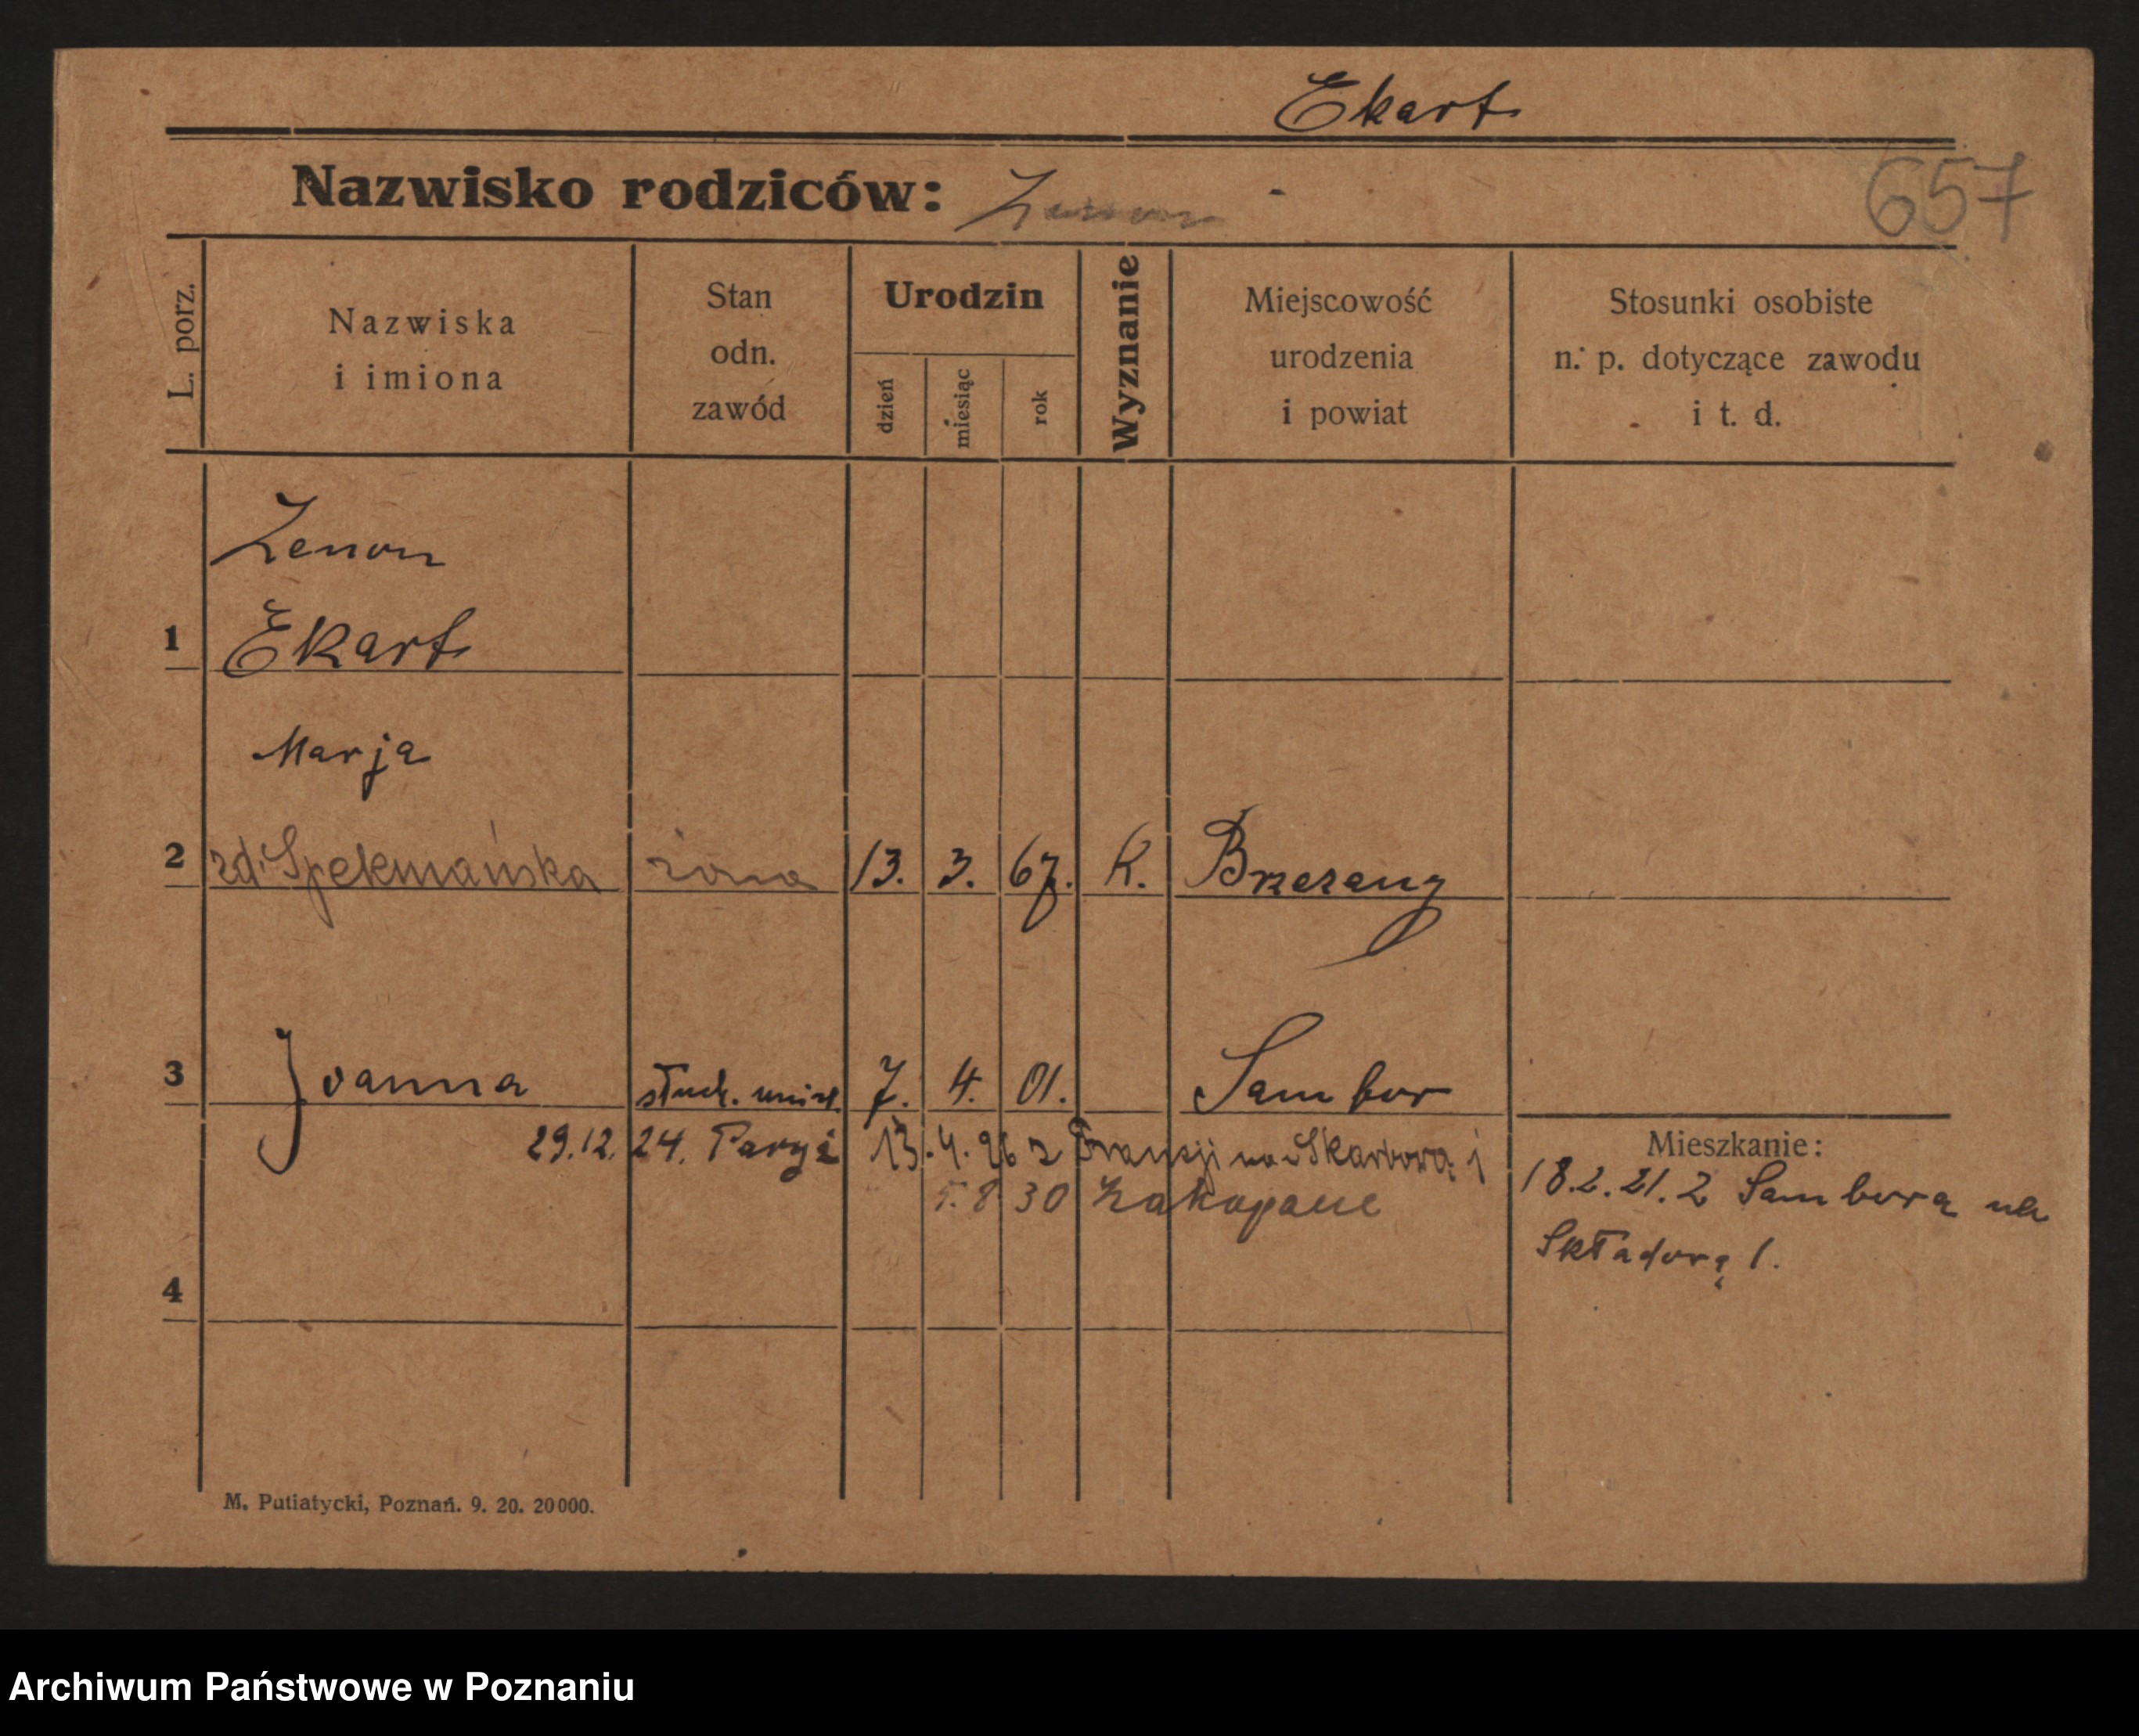 Ekart
Nazwisko rodziców: Zenon
657
L. porz.
Nazwiska
i imiona
Stan
odn.
zawód
Urodzin
dzień
miesiąc
rok
Wyznanie
Miejscowość
urodzenia
i powiat
Stosunki osobiste
n. p. dotyczące zawodu
i t. d.
Zenon
1 Ekart
Marja
2 zd. Spekmańska żona 13. 3. 67. K. Brzezany
3 Joanna stud. uniw. 7. 4. 01. Sambor
29.12.24. Paryż 13.4.26 z Francji na Skarbową 1
5. 8 30 Zakopane
Mieszkanie:
18.2.21. z Sambora ul.
Składową 1.
4
M. Putiatycki, Poznań. 9. 20. 20000.
Archiwum Państwowe w Poznaniu